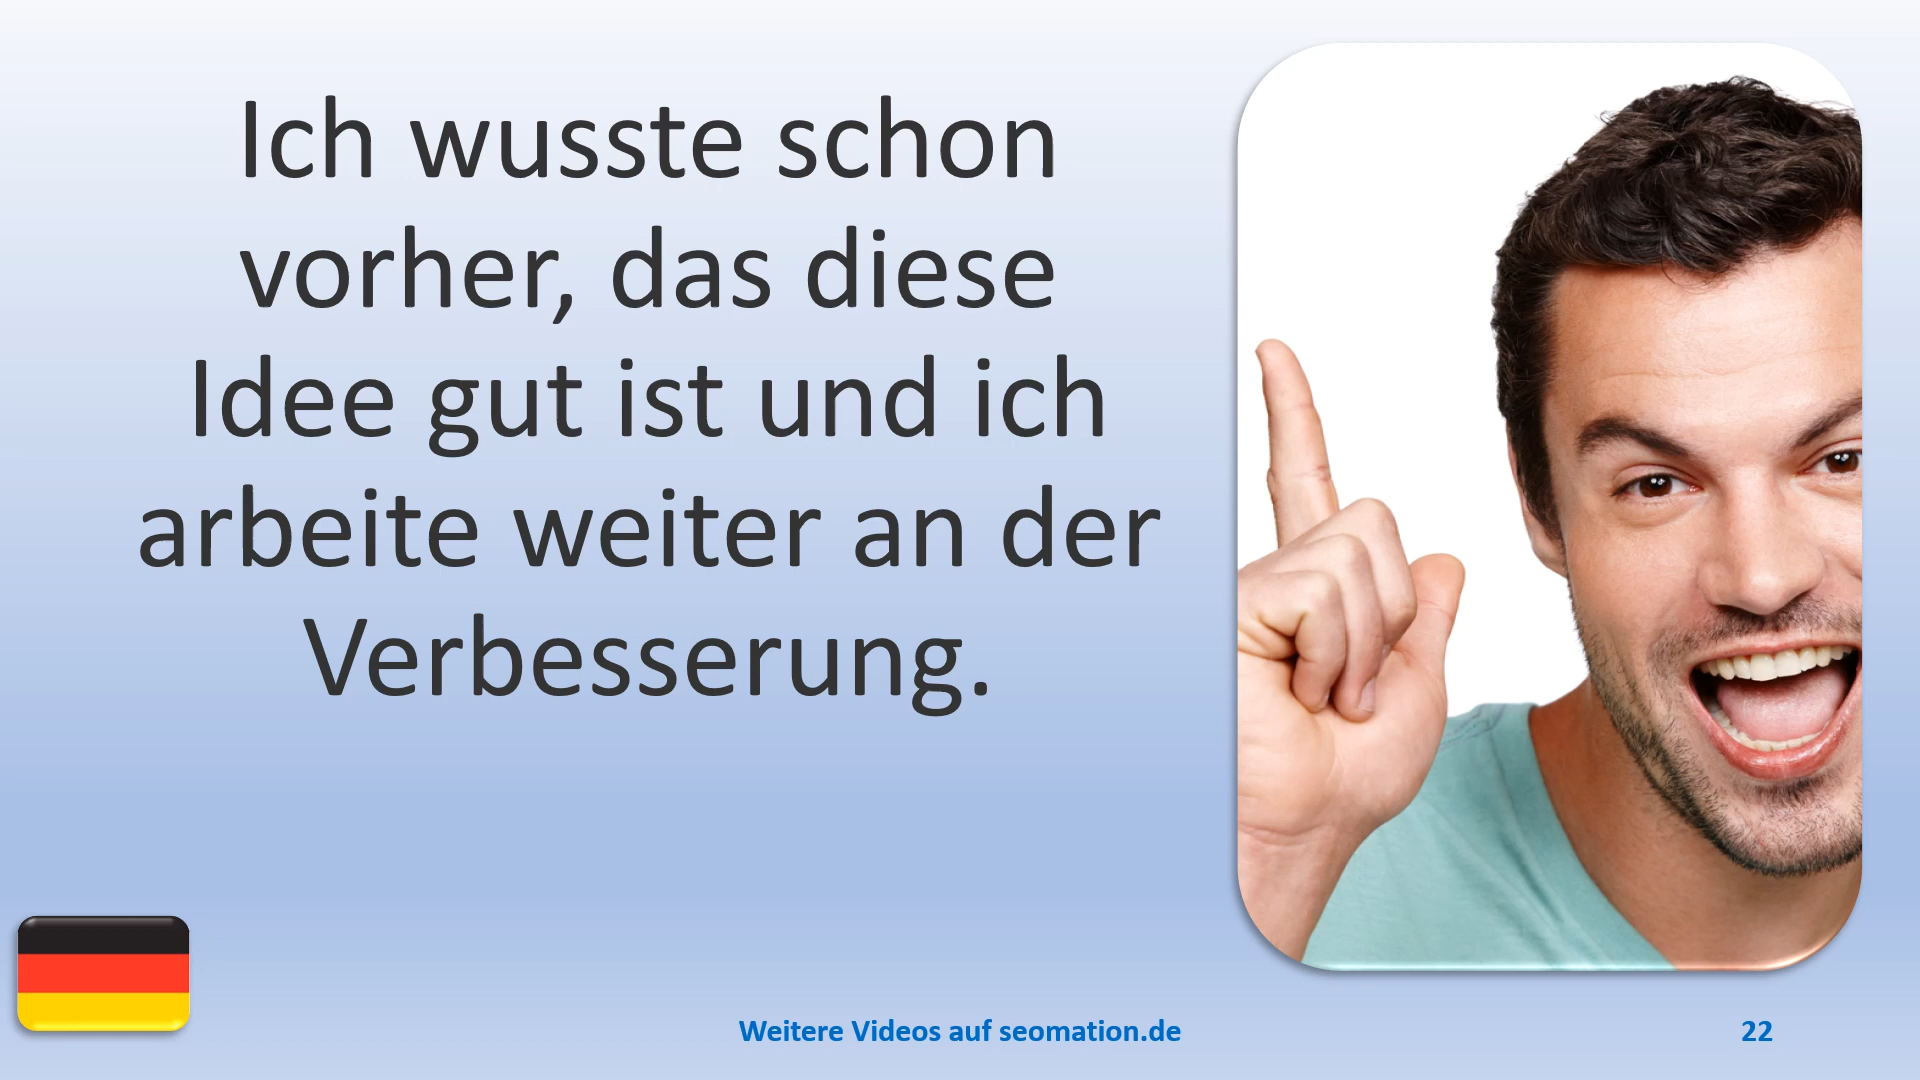 Ich wusste schon
vorher, das diese
Idee gut ist und ich
arbeite weiter an der
Verbesserung.
Weitere Videos auf seomation.de
22